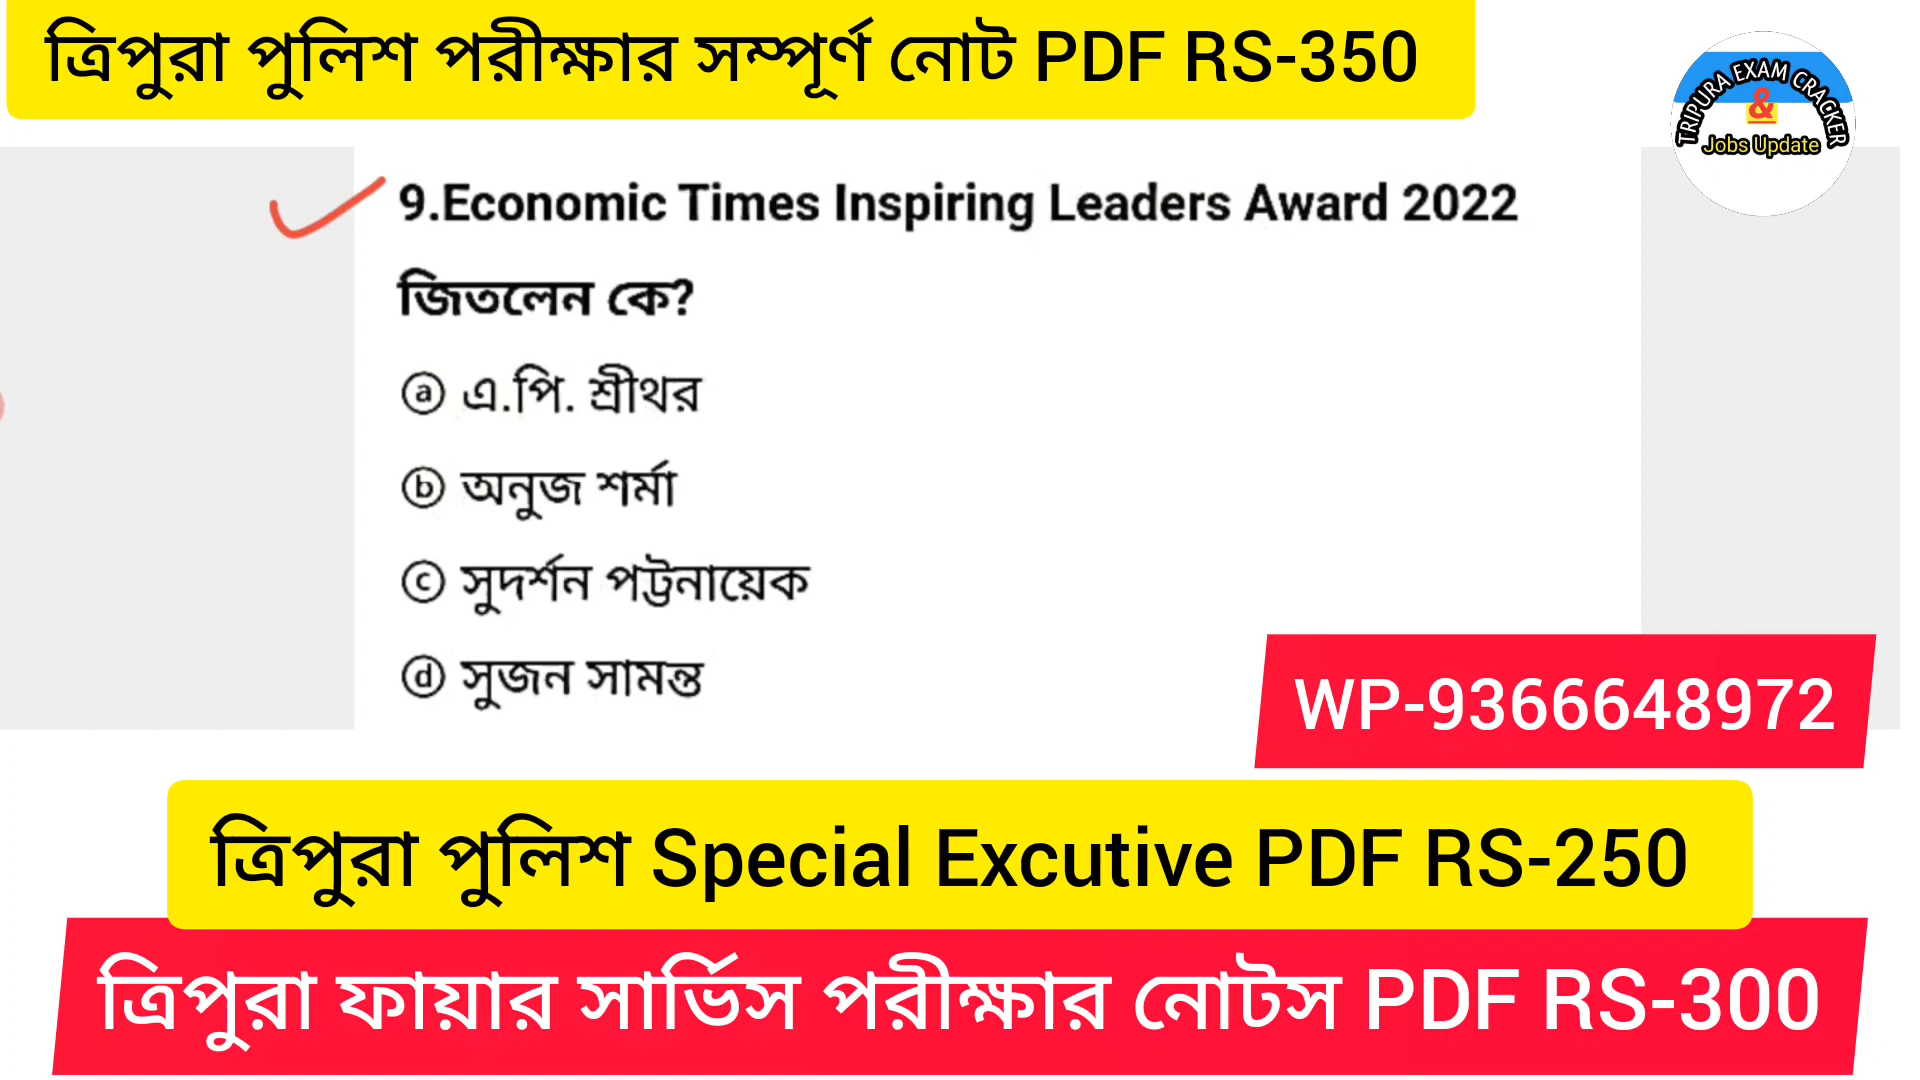 ত্রিপুরা পুলিশ পরীক্ষার সম্পূর্ণ নোট PDF RS-350
TRIPURA EXAM CRACKER
&
Jobs Update
9.Economic Times Inspiring Leaders Award 2022
জিতলেন কে?
ⓐ এ.পি. শ্রীথর
ⓑ অনুজ শর্মা
ⓒ সুদর্শন পট্টনায়েক
ⓓ সুজন সামন্ত
WP-9366648972
ত্রিপুরা পুলিশ Special Excutive PDF RS-250
ত্রিপুরা ফায়ার সার্ভিস পরীক্ষার নোটস PDF RS-300